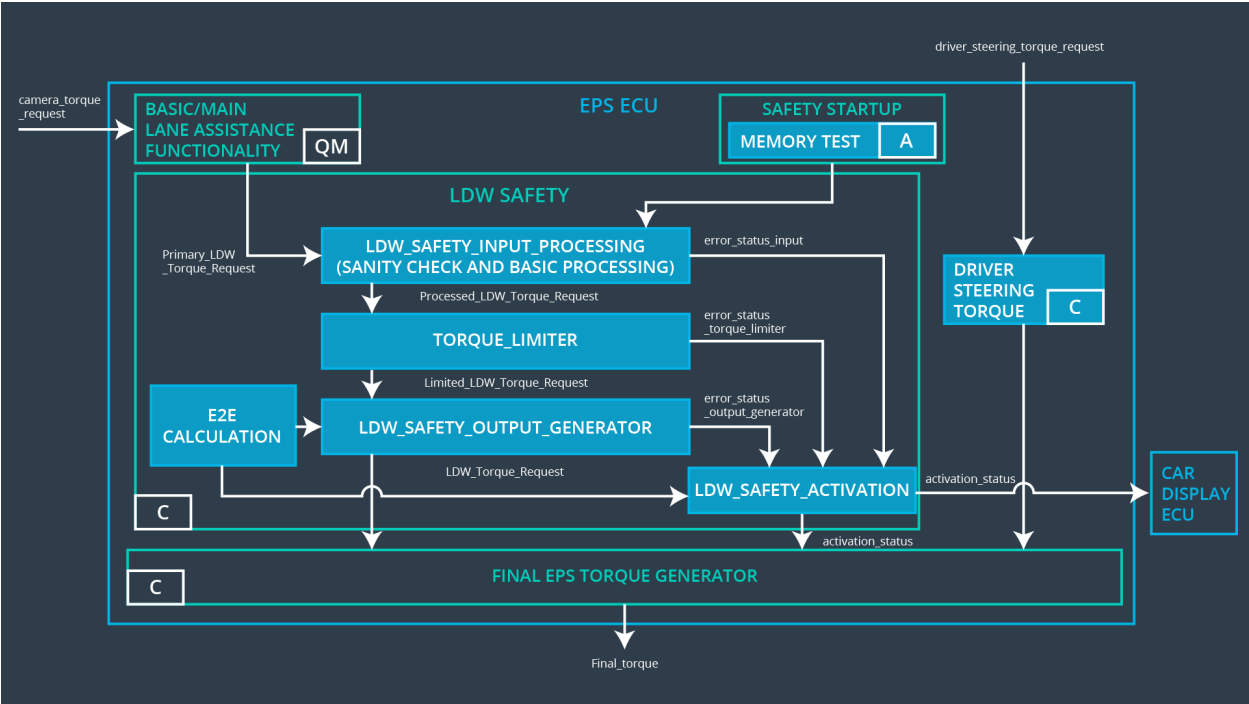 driver_steering_torque_request
camera_torque
_request
BASIC/MAIN
LANE ASSISTANCE
FUNCTIONALITY
QM
EPS ECU
SAFETY STARTUP
MEMORY TEST
A
LDW SAFETY
Primary_LDW
_Torque_Request
LDW_SAFETY_INPUT_PROCESSING
(SANITY CHECK AND BASIC PROCESSING)
error_status_input
DRIVER
STEERING
TORQUE
C
Processed_LDW_Torque_Request
TORQUE_LIMITER
error_status
_torque_limiter
Limited_LDW_Torque_Request
E2E
CALCULATION
LDW_SAFETY_OUTPUT_GENERATOR
error_status
_output_generator
LDW_Torque_Request
LDW_SAFETY_ACTIVATION
activation_status
CAR
DISPLAY
ECU
C
activation_status
FINAL EPS TORQUE GENERATOR
C
Final_torque